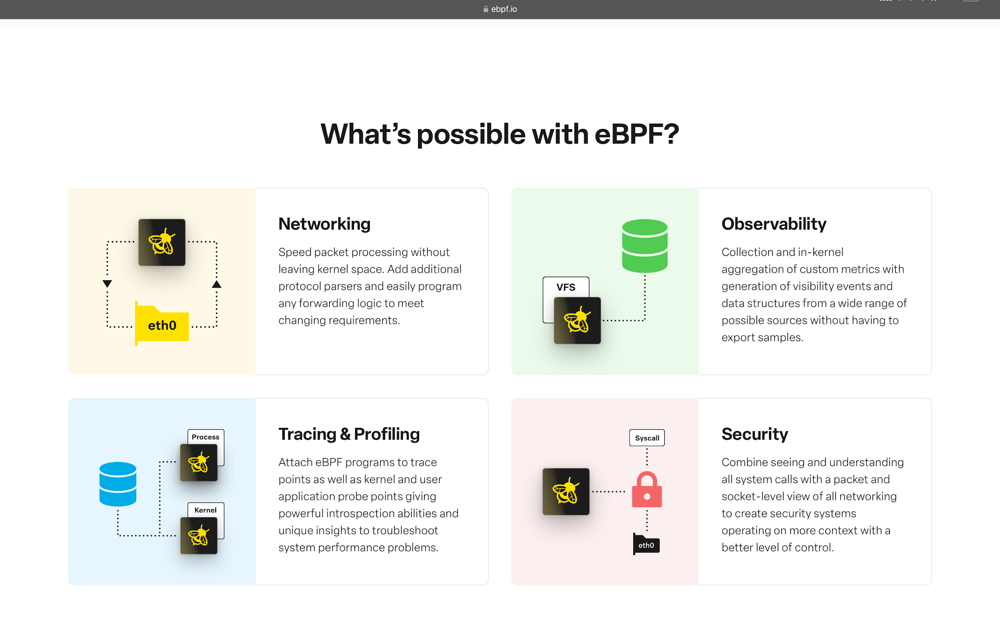 ebpf.io
What’s possible with eBPF?
eth0
Networking
Speed packet processing without
leaving kernel space. Add additional
protocol parsers and easily program
any forwarding logic to meet
changing requirements.
VFS
Observability
Collection and in-kernel
aggregation of custom metrics with
generation of visibility events and
data structures from a wide range of
possible sources without having to
export samples.
Process
Kernel
Tracing & Profiling
Attach eBPF programs to trace
points as well as kernel and user
application probe points giving
powerful introspection abilities and
unique insights to troubleshoot
system performance problems.
Syscall
eth0
Security
Combine seeing and understanding
all system calls with a packet and
socket-level view of all networking
to create security systems
operating on more context with a
better level of control.